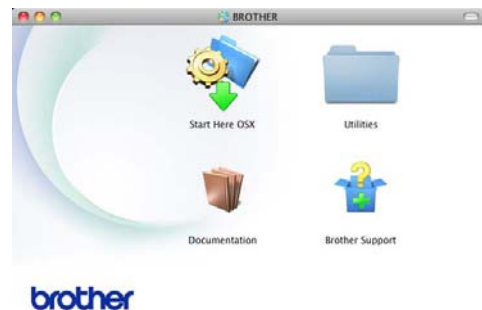 BROTHER
Start Here OSX
Utilities
Documentation
Brother Support
brother